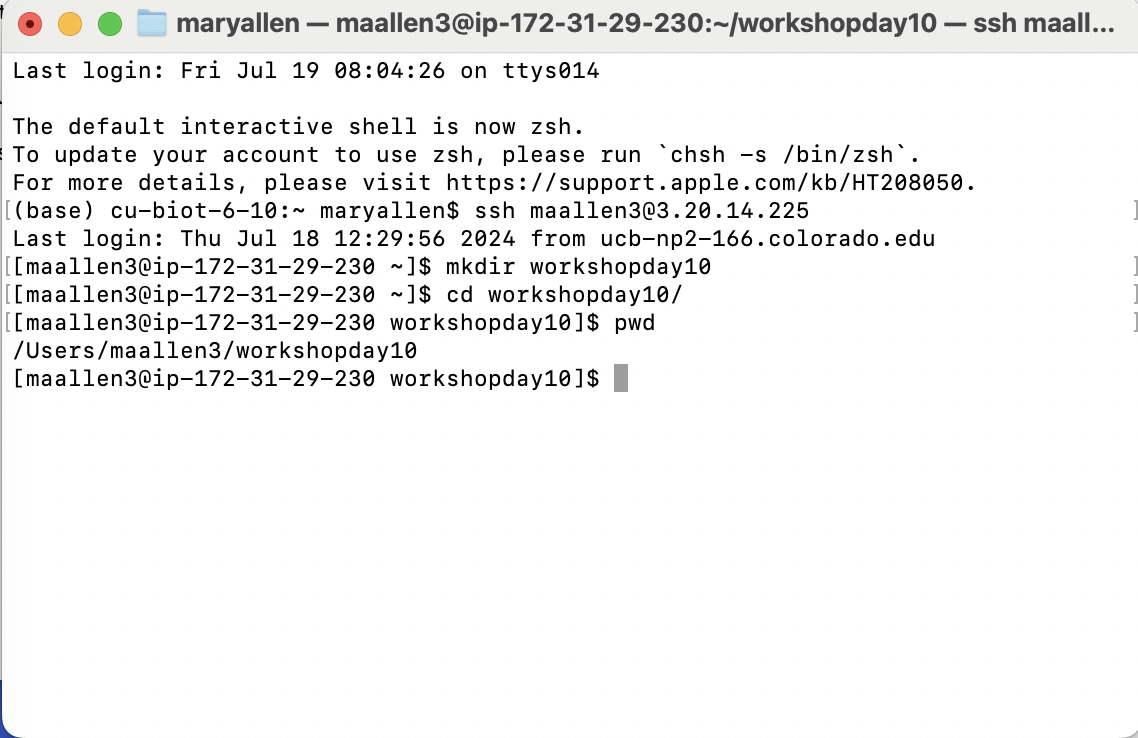 maryallen — maallen3@ip-172-31-29-230:~/workshopday10 — ssh maall...
Last login: Fri Jul 19 08:04:26 on ttys014
The default interactive shell is now zsh.
To update your account to use zsh, please run `chsh -s /bin/zsh`.
For more details, please visit https://support.apple.com/kb/HT208050.
[(base) cu-biot-6-10:~ maryallen$ ssh maallen3@3.20.14.225 ]
Last login: Thu Jul 18 12:29:56 2024 from ucb-np2-166.colorado.edu
[[maallen3@ip-172-31-29-230 ~]$ mkdir workshopday10 ]
[[maallen3@ip-172-31-29-230 ~]$ cd workshopday10/ ]
[[maallen3@ip-172-31-29-230 workshopday10]$ pwd ]
/Users/maallen3/workshopday10
[maallen3@ip-172-31-29-230 workshopday10]$